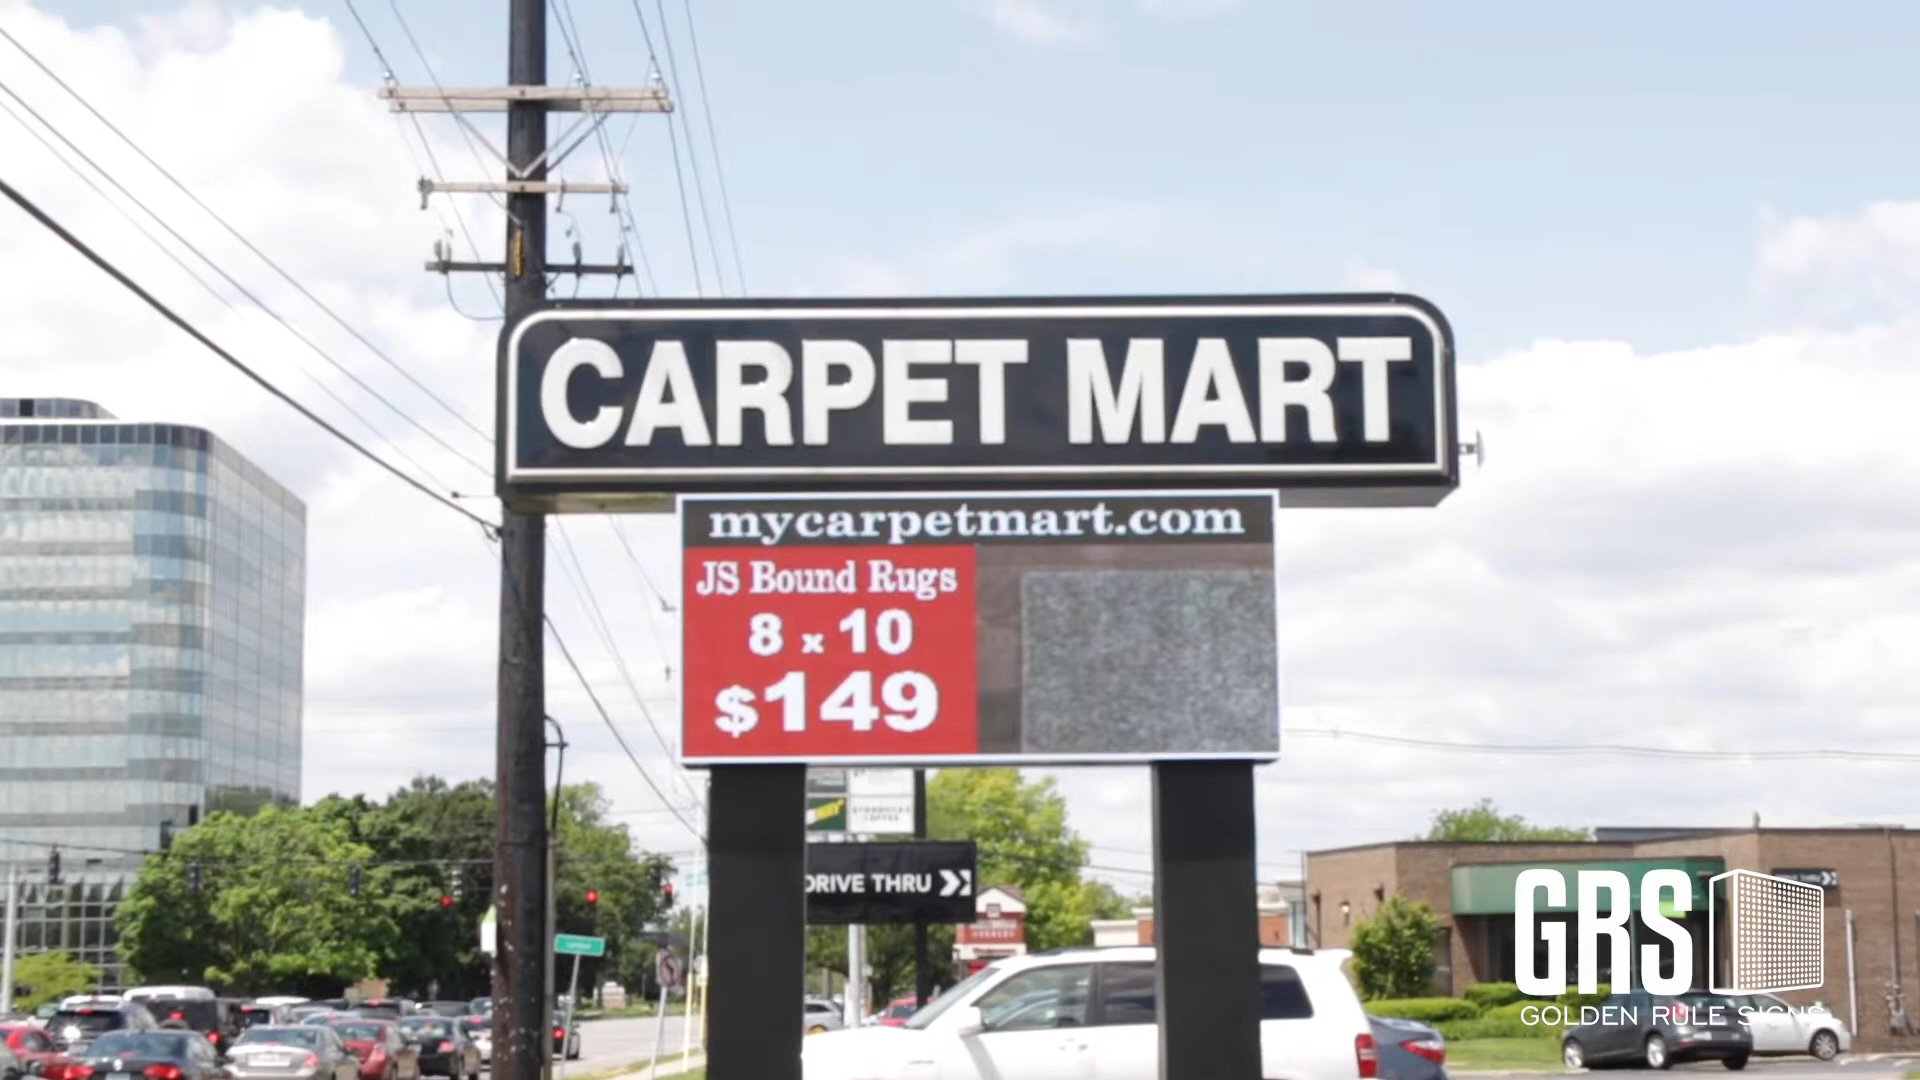 CARPET MART
mycarpetmart.com
JS Bound Rugs
8 x 10
$149
DRIVE THRU
GRS
GOLDEN RULE SIGNS